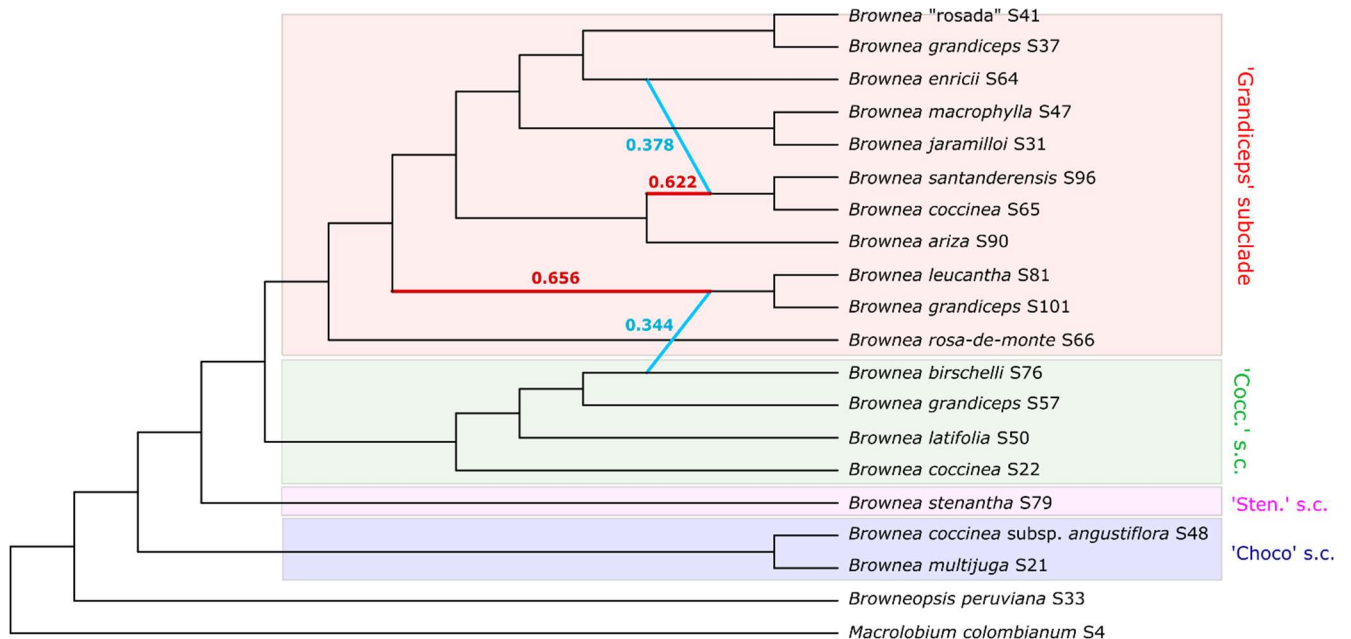 Brownea "rosada" S41
Brownea grandiceps S37
Brownea enricii S64
Brownea macrophylla S47
0.378
Brownea jaramilloi S31
Brownea santanderensis S96
0.622
Brownea coccinea S65
Brownea ariza S90
'Grandiceps' subclade
Brownea leucantha S81
0.656
Brownea grandiceps S101
0.344
Brownea rosa-de-monte S66
Brownea birschelli S76
Brownea grandiceps S57
Brownea latifolia S50
Brownea coccinea S22
'Cocc.' s.c.
Brownea stenantha S79
'Sten.' s.c.
Brownea coccinea subsp. angustiflora S48
Brownea multijuga S21
'Choco' s.c.
Browneopsis peruviana S33
Macrolobium colombianum S4